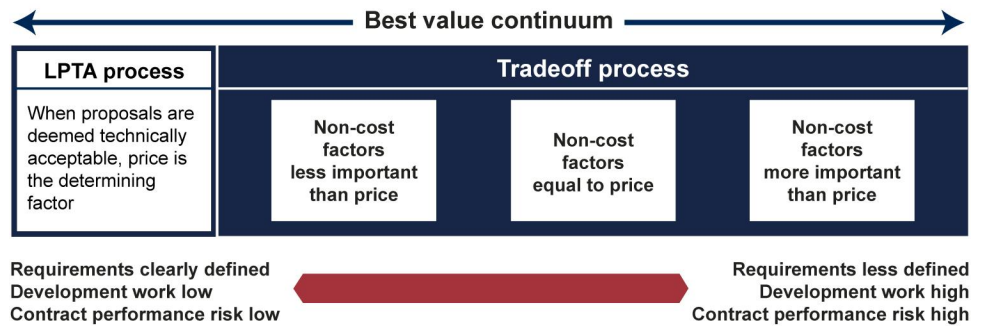 Best value continuum
LPTA process
When proposals are
deemed technically
acceptable, price is
the determining
factor
Tradeoff process
Non-cost
factors
less important
than price
Non-cost
factors
equal to price
Non-cost
factors
more important
than price
Requirements clearly defined
Development work low
Contract performance risk low
Requirements less defined
Development work high
Contract performance risk high